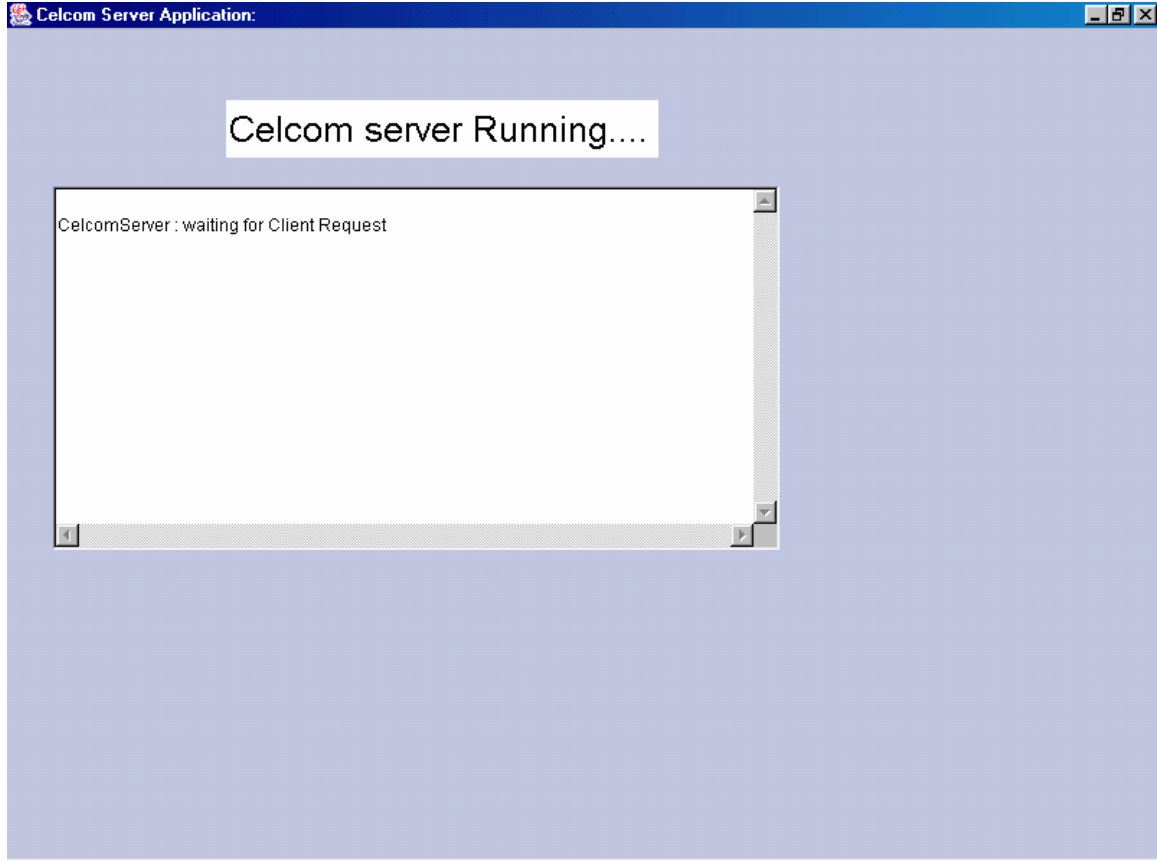 Celcom Server Application:
Celcom server Running....
CelcomServer : waiting for Client Request